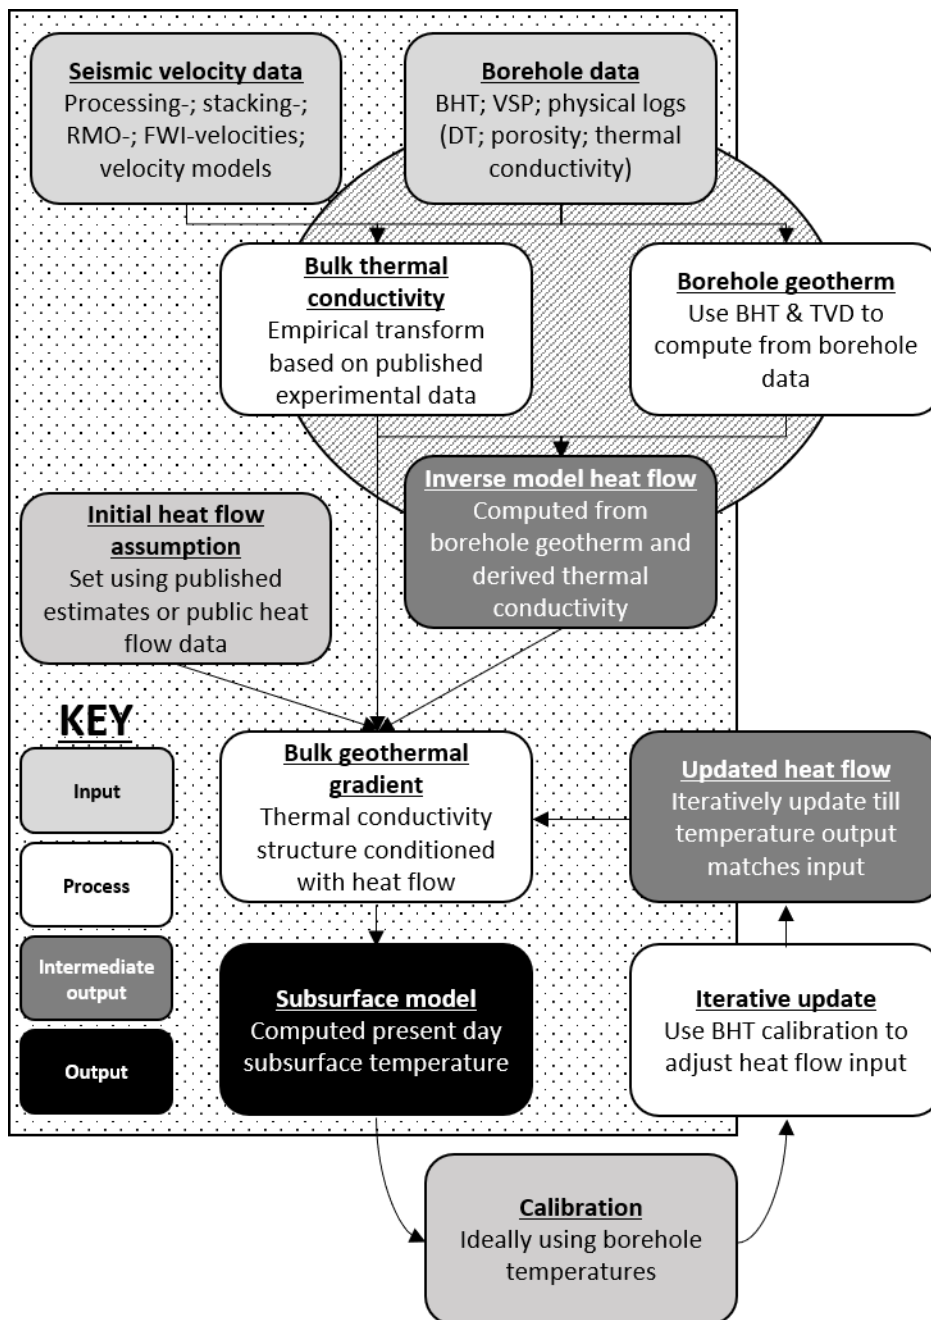 Seismic velocity data
Processing-; stacking-;
RMO-; FWI-velocities;
velocity models
Borehole data
BHT; VSP; physical logs
(DT; porosity; thermal
conductivity)
Bulk thermal
conductivity
Empirical transform
based on published
experimental data
Borehole geotherm
Use BHT & TVD to
compute from borehole
data
Inverse model heat flow
Computed from
borehole geotherm and
derived thermal
conductivity
Initial heat flow
assumption
Set using published
estimates or public heat
flow data
KEY
Input
Process
Intermediate
output
Output
Bulk geothermal
gradient
Thermal conductivity
structure conditioned
with heat flow
Updated heat flow
Iteratively update till
temperature output
matches input
Subsurface model
Computed present day
subsurface temperature
Iterative update
Use BHT calibration to
adjust heat flow input
Calibration
Ideally using borehole
temperatures